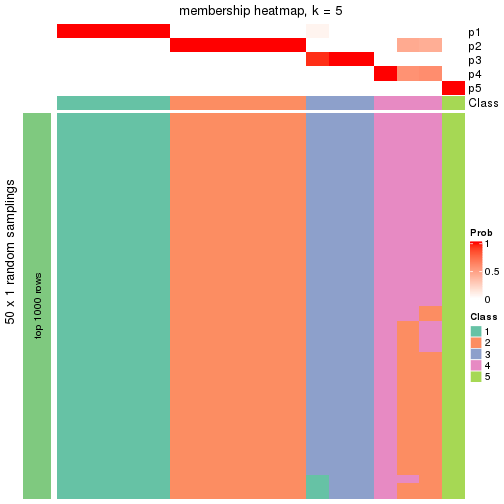 membership heatmap, k = 5
p1
p2
p3
p4
p5
Class
50 x 1 random samplings
top 1000 rows
Prob
1
0.5
0
Class
1
2
3
4
5